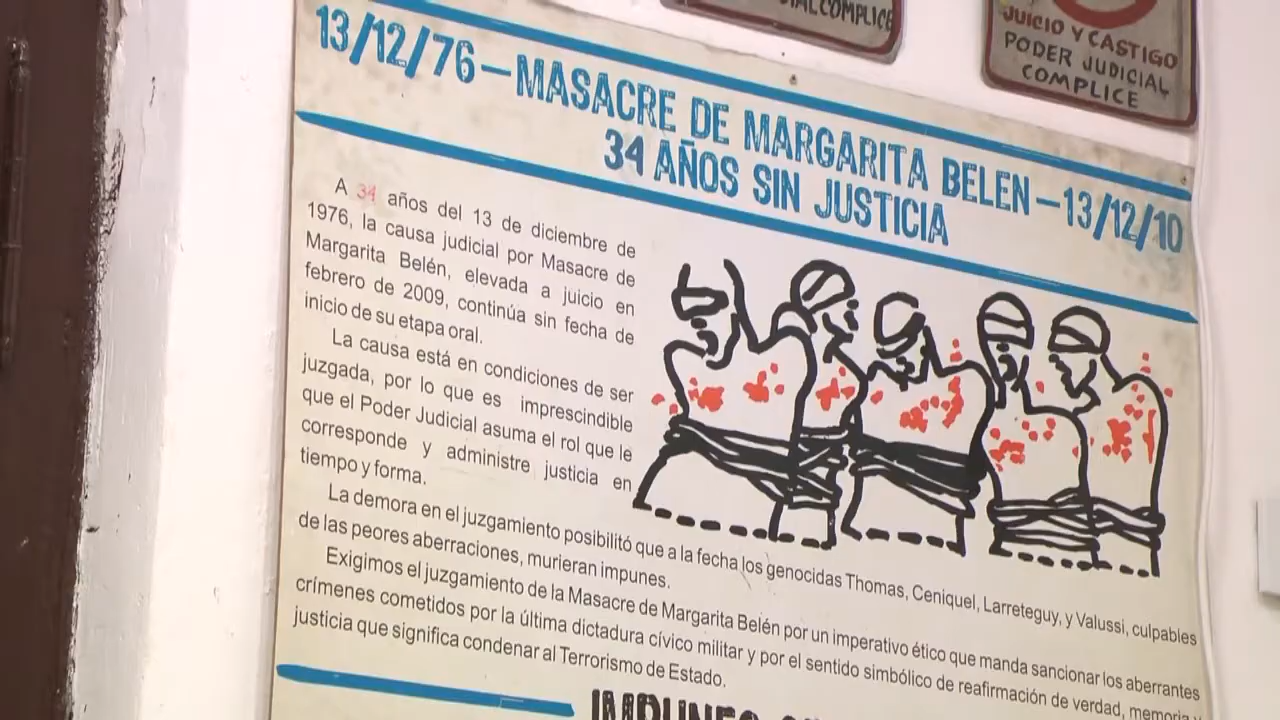 JUICIO Y CASTIGO
PODER JUDICIAL
COMPLICE
13/12/76–MASACRE DE MARGARITA BELEN–13/12/10
34 AÑOS SIN JUSTICIA
A 34 años del 13 de diciembre de
1976, la causa judicial por Masacre de
Margarita Belén, elevada a juicio en
febrero de 2009, continúa sin fecha de
inicio de su etapa oral.
La causa está en condiciones de ser
juzgada, por lo que es imprescindible
que el Poder Judicial asuma el rol que le
corresponde y administre justicia en
tiempo y forma.
La demora en el juzgamiento posibilitó que a la fecha los genocidas Thomas, Ceniquel, Larreteguy, y Valussi, culpables
de las peores aberraciones, murieran impunes.
Exigimos el juzgamiento de la Masacre de Margarita Belén por un imperativo ético que manda sancionar los aberrantes
crímenes cometidos por la última dictadura cívico militar y por el sentido simbólico de reafirmación de verdad, memoria y
justicia que significa condenar al Terrorismo de Estado.